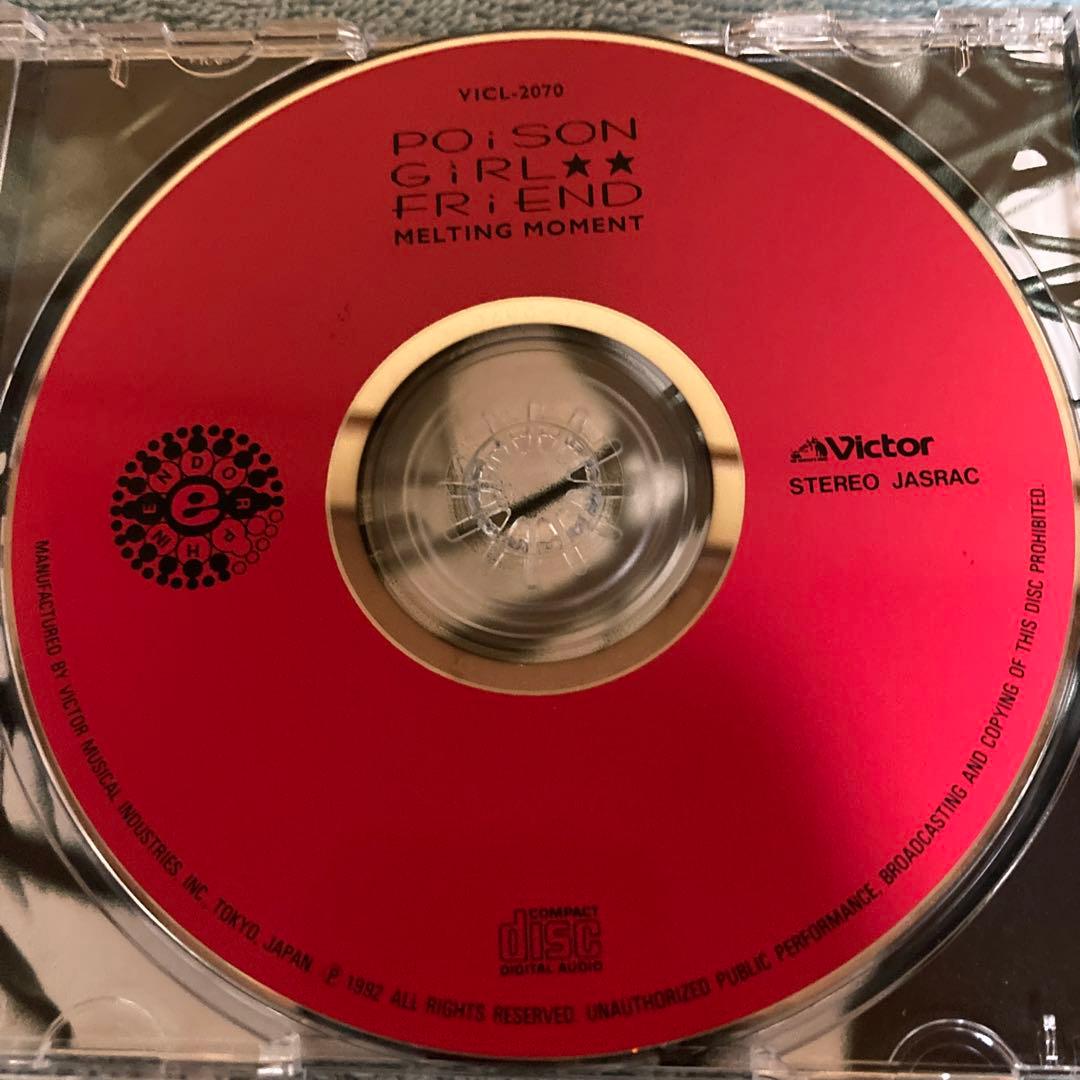 VICL-2070
POiSON
GiRL★★
FRiEND
MELTING MOMENT
ENDORPHINE
e
Victor
STEREO JASRAC
COMPACT
disc
DIGITAL AUDIO
MANUFACTURED BY VICTOR MUSICAL INDUSTRIES INC. TOKYO, JAPAN ℗ 1992 ALL RIGHTS RESERVED. UNAUTHORIZED PUBLIC PERFORMANCE, BROADCASTING AND COPYING OF THIS DISC PROHIBITED.